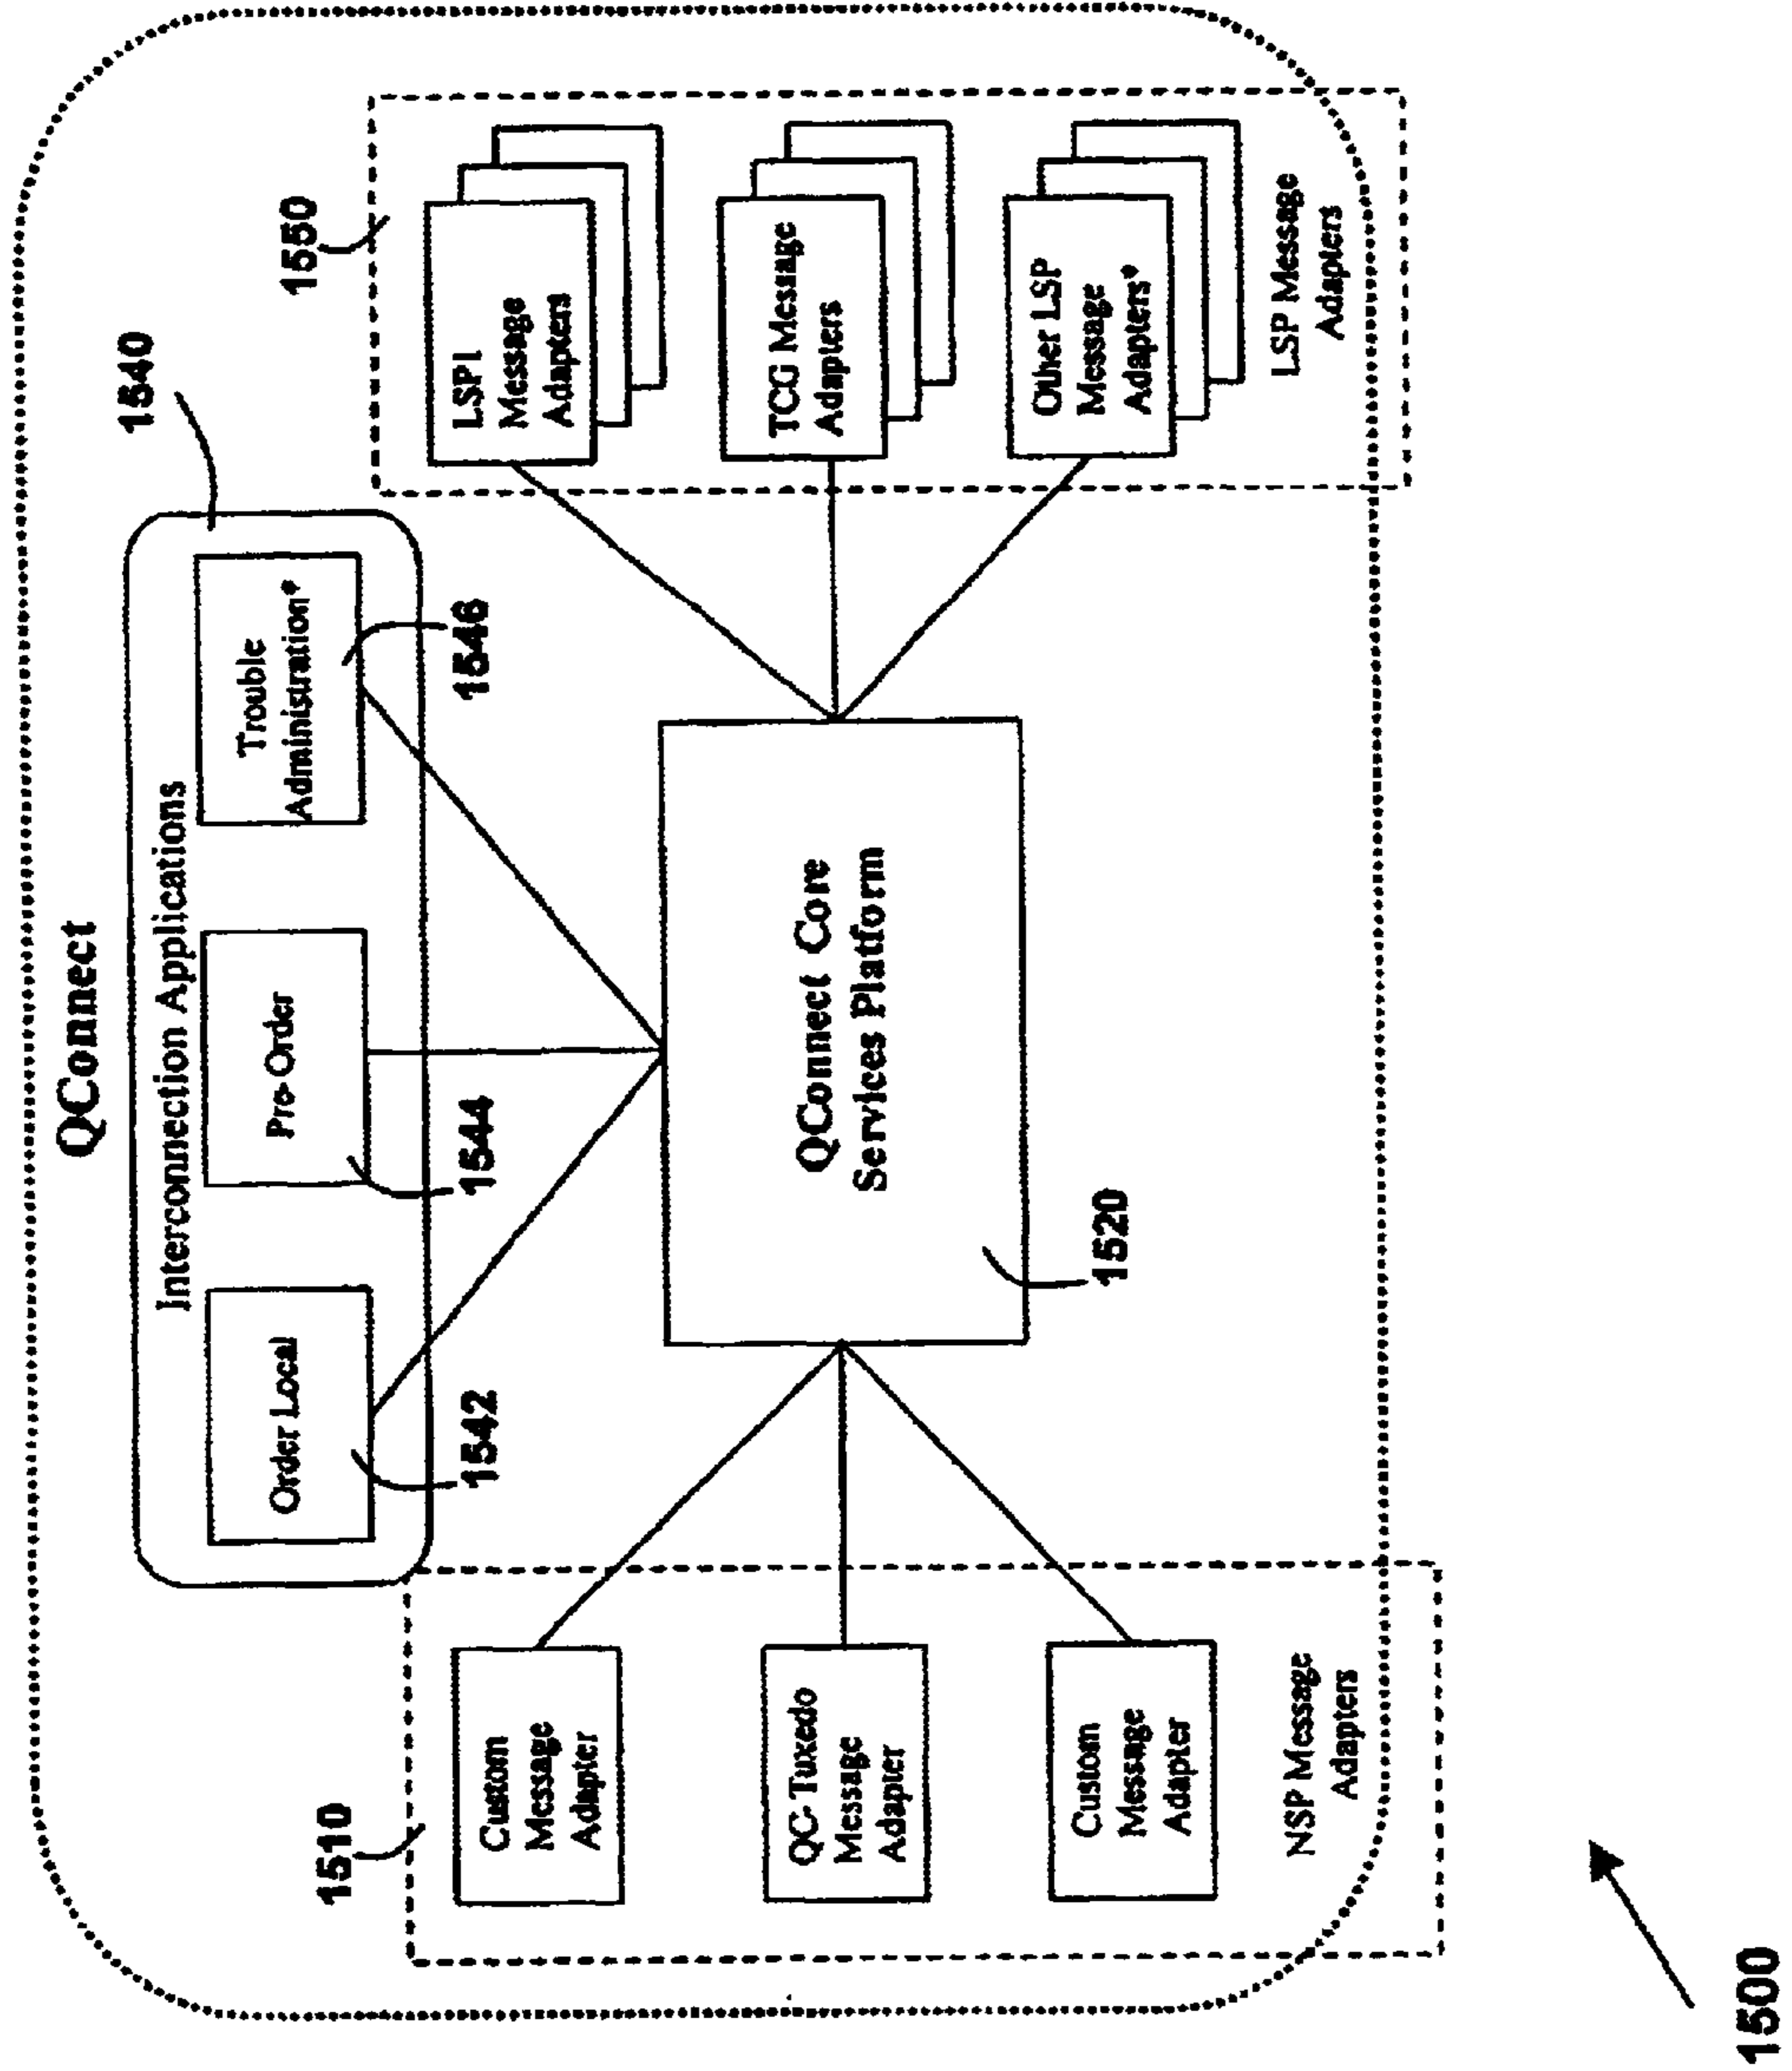 QConnect
1540
Interconnection Applications
Order Local
Pre-Order
Trouble
Administration*
1542
1544
1546
1510
1550
Custom
Message
Adapter
QC-Tuxedo
Message
Adapter
Custom
Message
Adapter
NSP Message
Adapters
QConnect Core
Services Platform
1520
LSPI
Message
Adapters
TCG Message
Adapters
Other LSP
Message
Adapters*
LSP Message
Adapters
1500